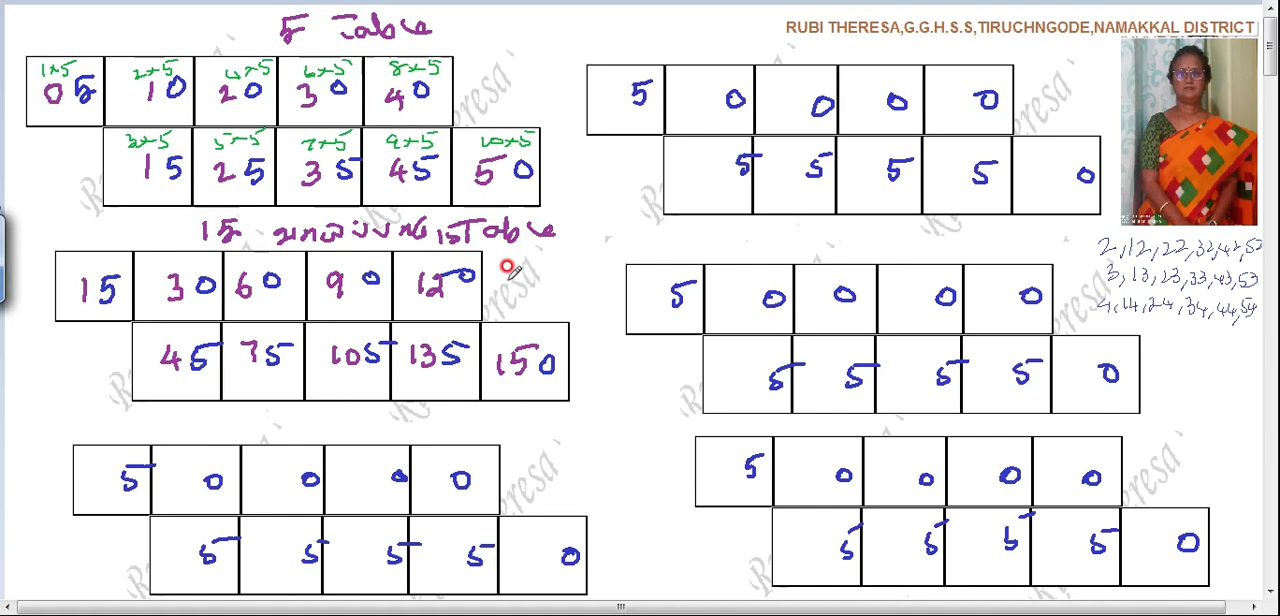 5 Table
RUBI THERESA,G.G.H.S.S,TIRUCHNGODE,NAMAKKAL DISTRICT
1×5 2×5 4×5 6×5 8×5
05 10 20 30 40
3×5 5×5 7×5 9×5 10×5
15 25 35 45 50
5 0 0 0 0
5 5 5 5 0
15 வாய்ப்பாடு 15Table
15 30 60 90 120
45 75 105 135 150
2,12,22,32,42,52
3,13,23,33,43,53
4,14,24,34,44,54
5 0 0 0 0
5 5 5 5 0
5 0 0 0 0
5 5 5 5 0
5 0 0 0 0
5 5 5 5 0